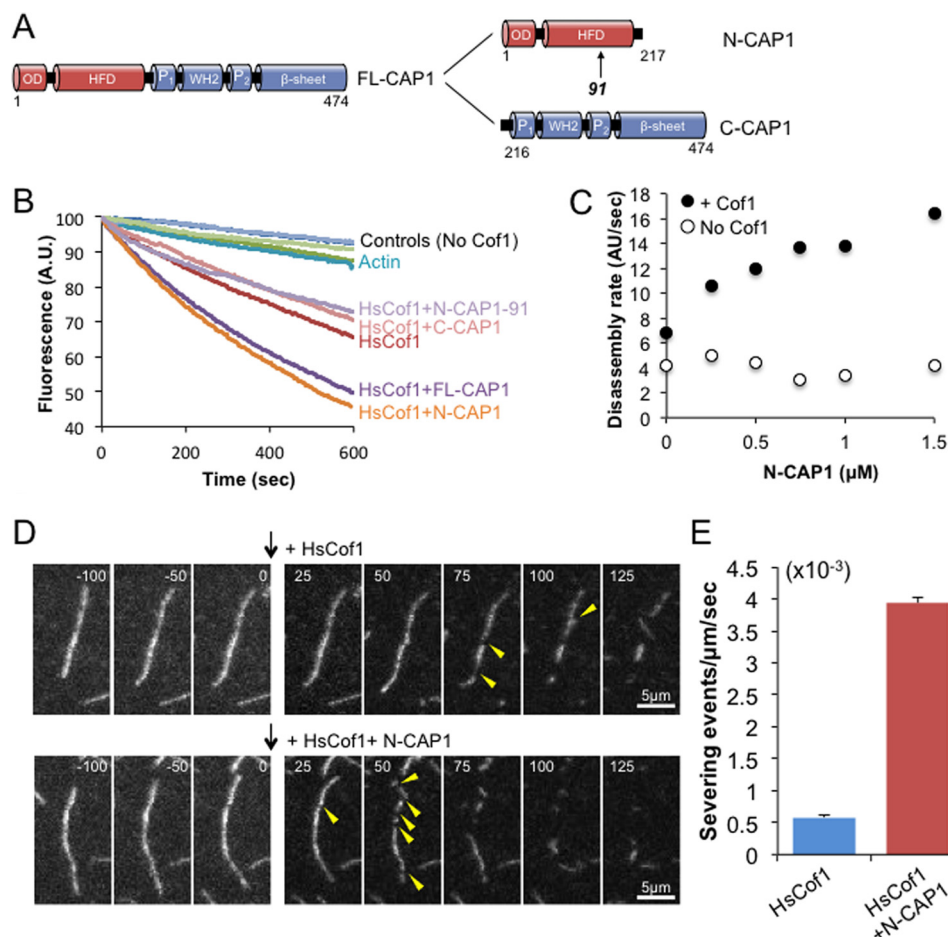 A
OD HFD P1 WH2 P2 β-sheet
1 474
FL-CAP1
OD HFD
1 217
91
N-CAP1
P1 WH2 P2 β-sheet
216 474
C-CAP1
B
Fluorescence (A.U.)
100
90
80
70
60
50
40
0 200 400 600
Time (sec)
Controls (No Cof1)
Actin
HsCof1+N-CAP1-91
HsCof1+C-CAP1
HsCof1
HsCof1+FL-CAP1
HsCof1+N-CAP1
C
Disassembly rate (AU/sec)
18
16
14
12
10
8
6
4
2
0
+ Cof1
No Cof1
0 0.5 1 1.5
N-CAP1 (µM)
D
+ HsCof1
-100 -50 0 25 50 75 100 125
5µm
+ HsCof1+ N-CAP1
-100 -50 0 25 50 75 100 125
5µm
E
Severing events/µm/sec
(x10-3)
4.5
4
3.5
3
2.5
2
1.5
1
0.5
0
HsCof1
HsCof1
+N-CAP1